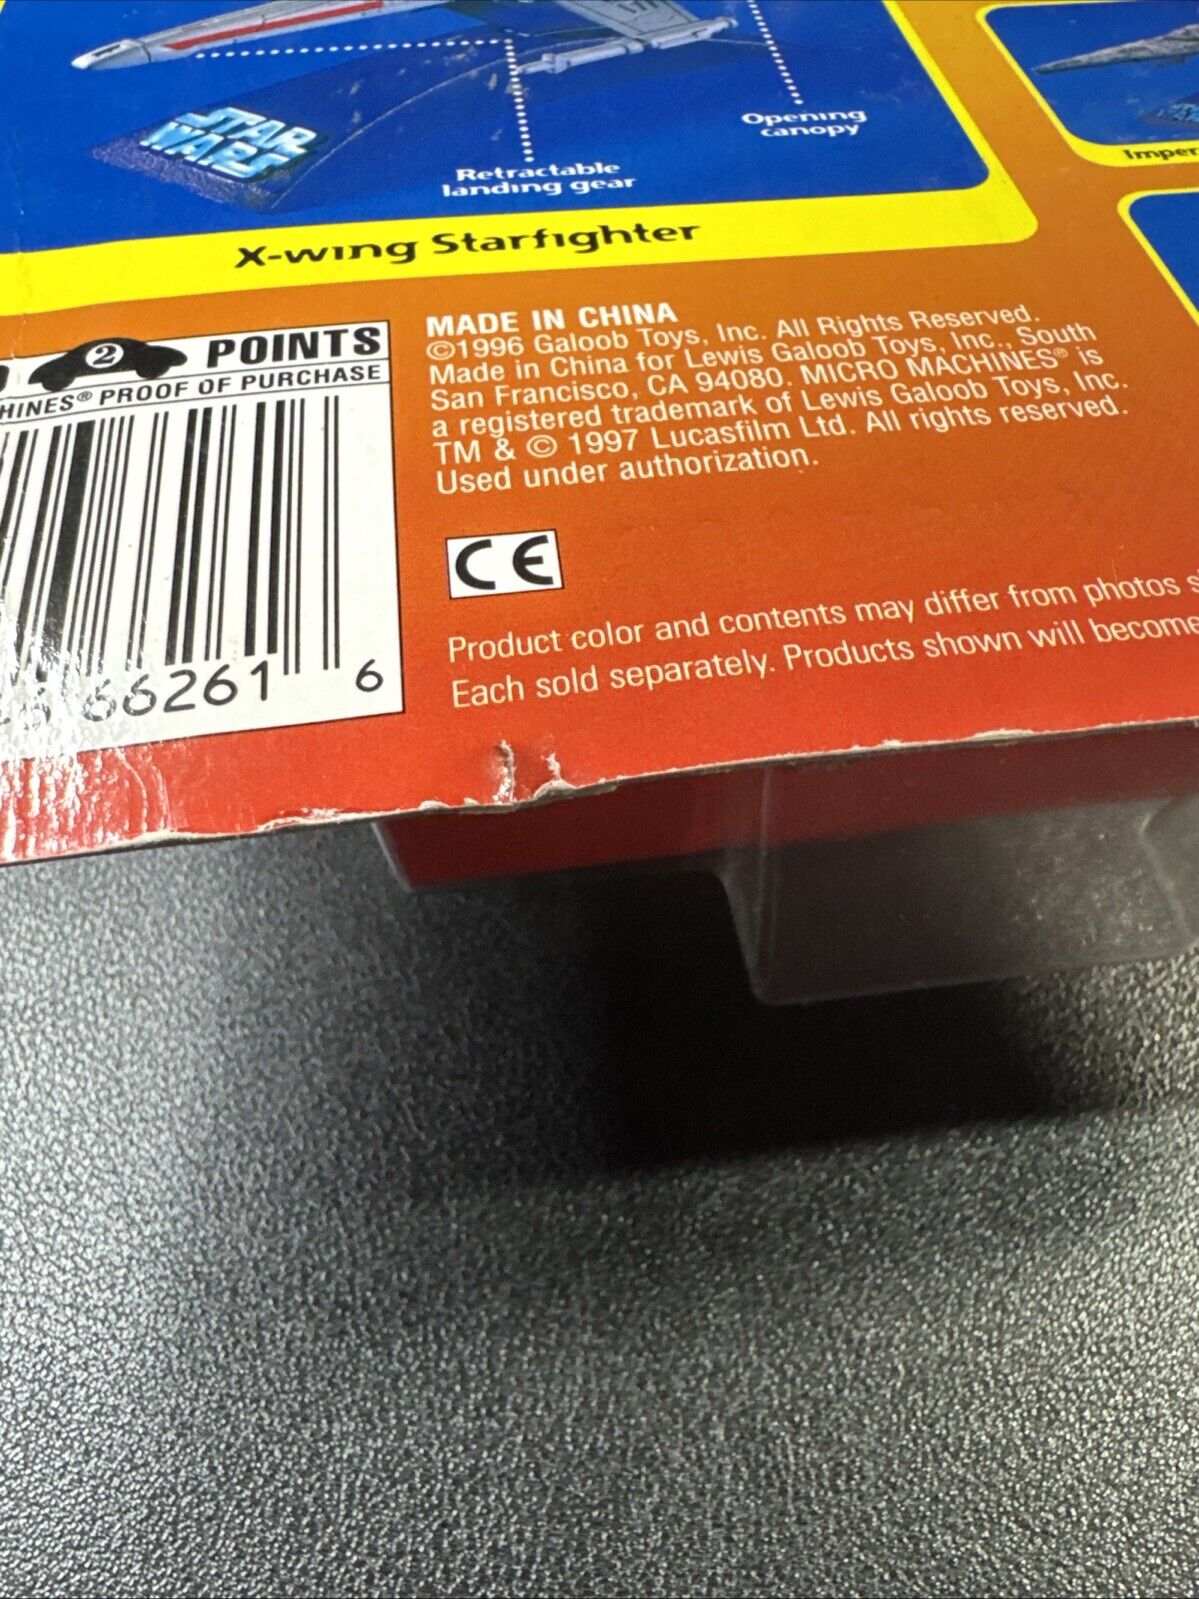 STAR
WARS
Retractable
landing gear
Opening
canopy
X-wing Starfighter
Imper
2
POINTS
HINES® PROOF OF PURCHASE
66261 6
MADE IN CHINA
©1996 Galoob Toys, Inc. All Rights Reserved.
Made in China for Lewis Galoob Toys, Inc., South
San Francisco, CA 94080. MICRO MACHINES® is
a registered trademark of Lewis Galoob Toys, Inc.
TM & © 1997 Lucasfilm Ltd. All rights reserved.
Used under authorization.
CE
Product color and contents may differ from photos s
Each sold separately. Products shown will become